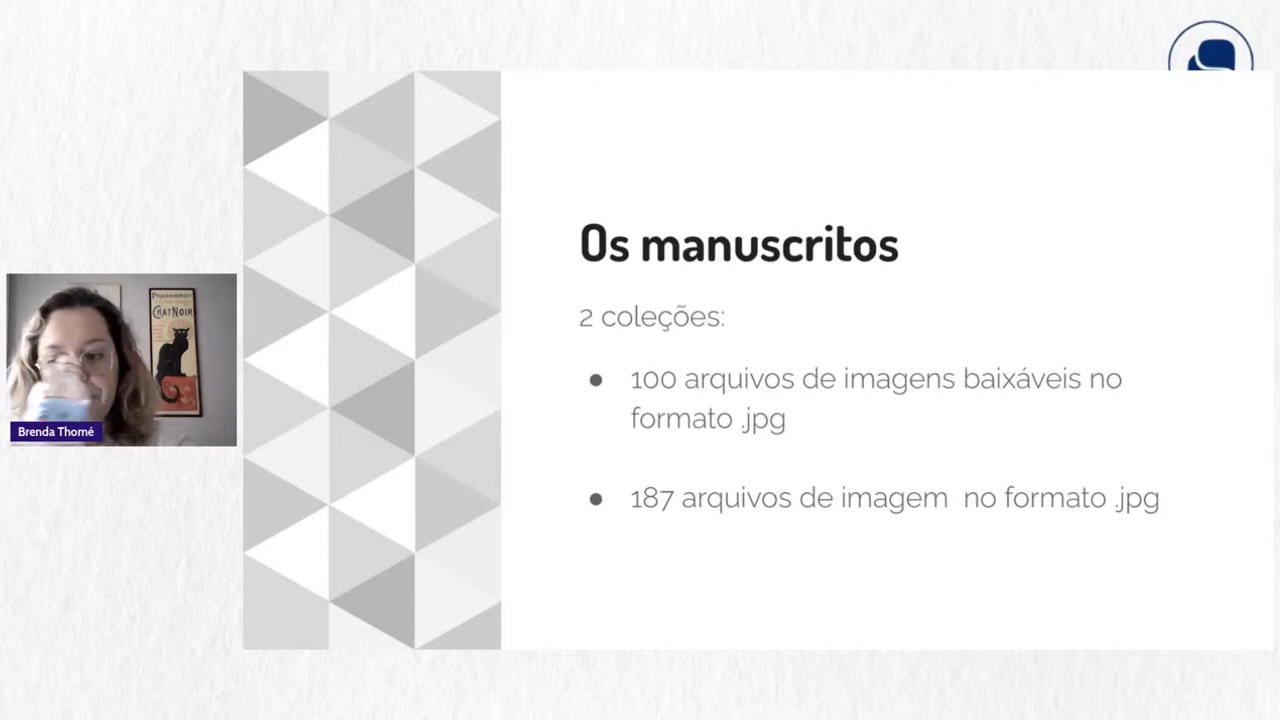 Os manuscritos
2 coleções:
● 100 arquivos de imagens baixáveis no
formato .jpg
● 187 arquivos de imagem no formato .jpg
CHAT NOIR
Brenda Thomé